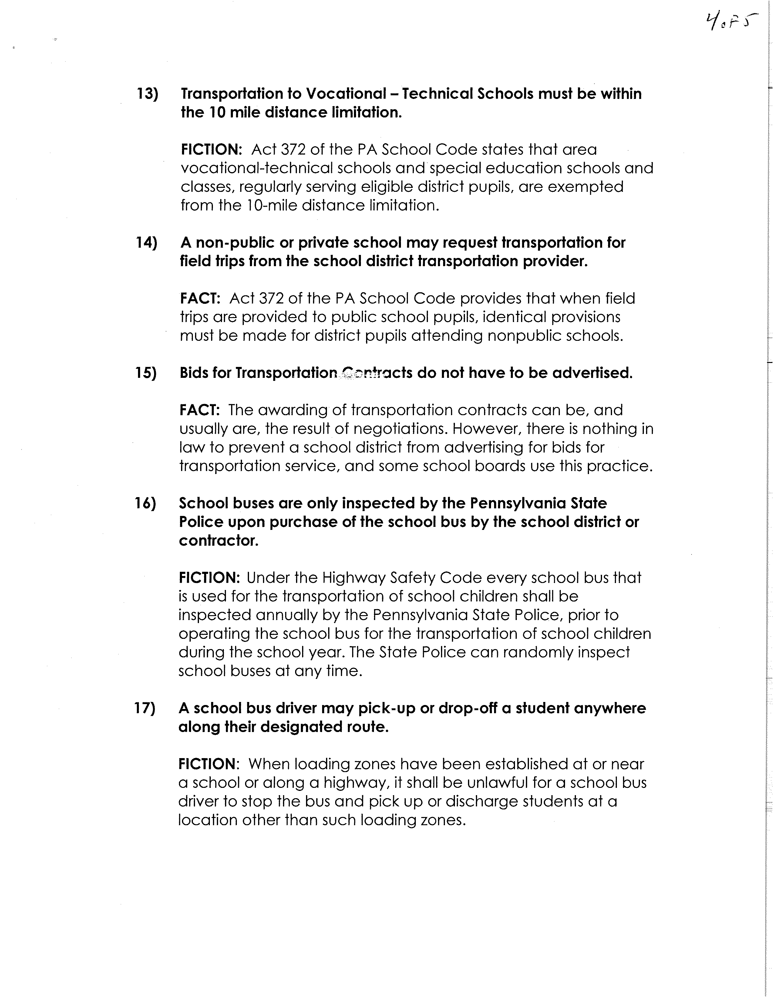 4 of 5
13) Transportation to Vocational – Technical Schools must be within
the 10 mile distance limitation.
FICTION: Act 372 of the PA School Code states that area
vocational-technical schools and special education schools and
classes, regularly serving eligible district pupils, are exempted
from the 10-mile distance limitation.
14) A non-public or private school may request transportation for
field trips from the school district transportation provider.
FACT: Act 372 of the PA School Code provides that when field
trips are provided to public school pupils, identical provisions
must be made for district pupils attending nonpublic schools.
15) Bids for Transportation Contracts do not have to be advertised.
FACT: The awarding of transportation contracts can be, and
usually are, the result of negotiations. However, there is nothing in
law to prevent a school district from advertising for bids for
transportation service, and some school boards use this practice.
16) School buses are only inspected by the Pennsylvania State
Police upon purchase of the school bus by the school district or
contractor.
FICTION: Under the Highway Safety Code every school bus that
is used for the transportation of school children shall be
inspected annually by the Pennsylvania State Police, prior to
operating the school bus for the transportation of school children
during the school year. The State Police can randomly inspect
school buses at any time.
17) A school bus driver may pick-up or drop-off a student anywhere
along their designated route.
FICTION: When loading zones have been established at or near
a school or along a highway, it shall be unlawful for a school bus
driver to stop the bus and pick up or discharge students at a
location other than such loading zones.